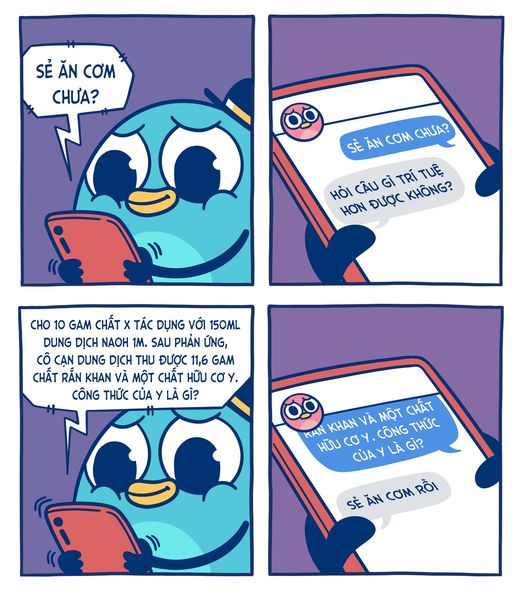 SẺ ĂN CƠM
CHƯA?
SẺ ĂN CƠM CHƯA?
HỎI CÂU GÌ TRÍ TUỆ
HƠN ĐƯỢC KHÔNG?
CHO 10 GAM CHẤT X TÁC DỤNG VỚI 150ML
DUNG DỊCH NAOH 1M. SAU PHẢN ỨNG,
CÔ CẠN DUNG DỊCH THU ĐƯỢC 11,6 GAM
CHẤT RẮN KHAN VÀ MỘT CHẤT HỮU CƠ Y.
CÔNG THỨC CỦA Y LÀ GÌ?
RẮN KHAN VÀ MỘT CHẤT
HỮU CƠ Y. CÔNG THỨC
CỦA Y LÀ GÌ?
SẺ ĂN CƠM RỒI